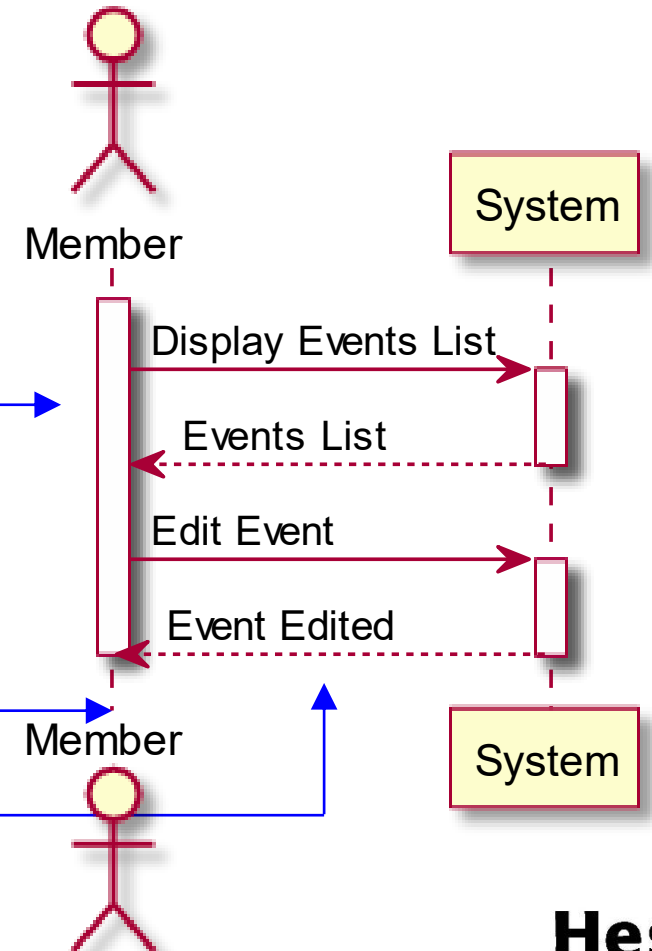 Member
System
Display Events List
Events List
Edit Event
Event Edited
Member
System